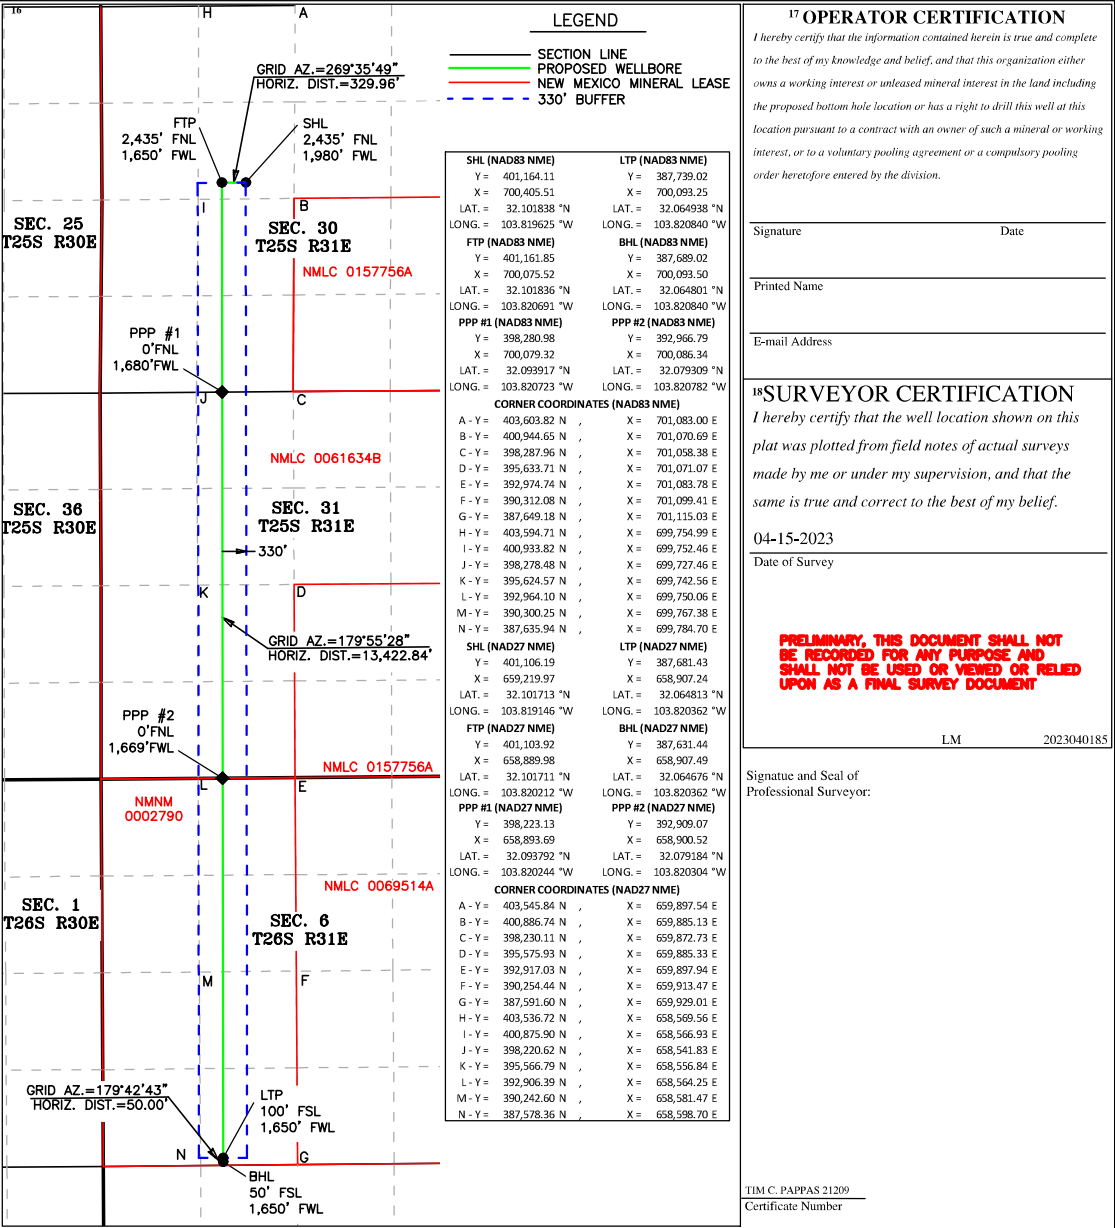 16
H
A
GRID AZ.=269°35'49"
HORIZ. DIST.=329.96'
FTP
2,435' FNL
1,650' FWL
SHL
2,435' FNL
1,980' FWL
I
B
SEC. 25
T25S R30E
SEC. 30
T25S R31E
NMLC 0157756A
PPP #1
0'FNL
1,680'FWL
J
C
NMLC 0061634B
SEC. 36
T25S R30E
SEC. 31
T25S R31E
330'
K
D
GRID AZ.=179°55'28"
HORIZ. DIST.=13,422.84'
PPP #2
0'FNL
1,669'FWL
NMLC 0157756A
L
E
NMNM
0002790
NMLC 0069514A
SEC. 1
T26S R30E
SEC. 6
T26S R31E
M
F
GRID AZ.=179°42'43"
HORIZ. DIST.=50.00'
LTP
100' FSL
1,650' FWL
N
G
BHL
50' FSL
1,650' FWL
LEGEND
SECTION LINE
PROPOSED WELLBORE
NEW MEXICO MINERAL LEASE
330' BUFFER
SHL (NAD83 NME) LTP (NAD83 NME)
Y = 401,164.11 Y = 387,739.02
X = 700,405.51 X = 700,093.25
LAT. = 32.101838 °N LAT. = 32.064938 °N
LONG. = 103.819625 °W LONG. = 103.820840 °W
FTP (NAD83 NME) BHL (NAD83 NME)
Y = 401,161.85 Y = 387,689.02
X = 700,075.52 X = 700,093.50
LAT. = 32.101836 °N LAT. = 32.064801 °N
LONG. = 103.820691 °W LONG. = 103.820840 °W
PPP #1 (NAD83 NME) PPP #2 (NAD83 NME)
Y = 398,280.98 Y = 392,966.79
X = 700,079.32 X = 700,086.34
LAT. = 32.093917 °N LAT. = 32.079309 °N
LONG. = 103.820723 °W LONG. = 103.820782 °W
CORNER COORDINATES (NAD83 NME)
A - Y = 403,603.82 N , X = 701,083.00 E
B - Y = 400,944.65 N , X = 701,070.69 E
C - Y = 398,287.96 N , X = 701,058.38 E
D - Y = 395,633.71 N , X = 701,071.07 E
E - Y = 392,974.74 N , X = 701,083.78 E
F - Y = 390,312.08 N , X = 701,099.41 E
G - Y = 387,649.18 N , X = 701,115.03 E
H - Y = 403,594.71 N , X = 699,754.99 E
I - Y = 400,933.82 N , X = 699,752.46 E
J - Y = 398,278.48 N , X = 699,727.46 E
K - Y = 395,624.57 N , X = 699,742.56 E
L - Y = 392,964.10 N , X = 699,750.06 E
M - Y = 390,300.25 N , X = 699,767.38 E
N - Y = 387,635.94 N , X = 699,784.70 E
SHL (NAD27 NME) LTP (NAD27 NME)
Y = 401,106.19 Y = 387,681.43
X = 659,219.97 X = 658,907.24
LAT. = 32.101713 °N LAT. = 32.064813 °N
LONG. = 103.819146 °W LONG. = 103.820362 °W
FTP (NAD27 NME) BHL (NAD27 NME)
Y = 401,103.92 Y = 387,631.44
X = 658,889.98 X = 658,907.49
LAT. = 32.101711 °N LAT. = 32.064676 °N
LONG. = 103.820212 °W LONG. = 103.820362 °W
PPP #1 (NAD27 NME) PPP #2 (NAD27 NME)
Y = 398,223.13 Y = 392,909.07
X = 658,893.69 X = 658,900.52
LAT. = 32.093792 °N LAT. = 32.079184 °N
LONG. = 103.820244 °W LONG. = 103.820304 °W
CORNER COORDINATES (NAD27 NME)
A - Y = 403,545.84 N , X = 659,897.54 E
B - Y = 400,886.74 N , X = 659,885.13 E
C - Y = 398,230.11 N , X = 659,872.73 E
D - Y = 395,575.93 N , X = 659,885.33 E
E - Y = 392,917.03 N , X = 659,897.94 E
F - Y = 390,254.44 N , X = 659,913.47 E
G - Y = 387,591.60 N , X = 659,929.01 E
H - Y = 403,536.72 N , X = 658,569.56 E
I - Y = 400,875.90 N , X = 658,566.93 E
J - Y = 398,220.62 N , X = 658,541.83 E
K - Y = 395,566.79 N , X = 658,556.84 E
L - Y = 392,906.39 N , X = 658,564.25 E
M - Y = 390,242.60 N , X = 658,581.47 E
N - Y = 387,578.36 N , X = 658,598.70 E
17 OPERATOR CERTIFICATION
I hereby certify that the information contained herein is true and complete
to the best of my knowledge and belief, and that this organization either
owns a working interest or unleased mineral interest in the land including
the proposed bottom hole location or has a right to drill this well at this
location pursuant to a contract with an owner of such a mineral or working
interest, or to a voluntary pooling agreement or a compulsory pooling
order heretofore entered by the division.
Signature Date
Printed Name
E-mail Address
18SURVEYOR CERTIFICATION
I hereby certify that the well location shown on this
plat was plotted from field notes of actual surveys
made by me or under my supervision, and that the
same is true and correct to the best of my belief.
04-15-2023
Date of Survey
PRELIMINARY, THIS DOCUMENT SHALL NOT
BE RECORDED FOR ANY PURPOSE AND
SHALL NOT BE USED OR VIEWED OR RELIED
UPON AS A FINAL SURVEY DOCUMENT
LM 2023040185
Signatue and Seal of
Professional Surveyor:
TIM C. PAPPAS 21209
Certificate Number